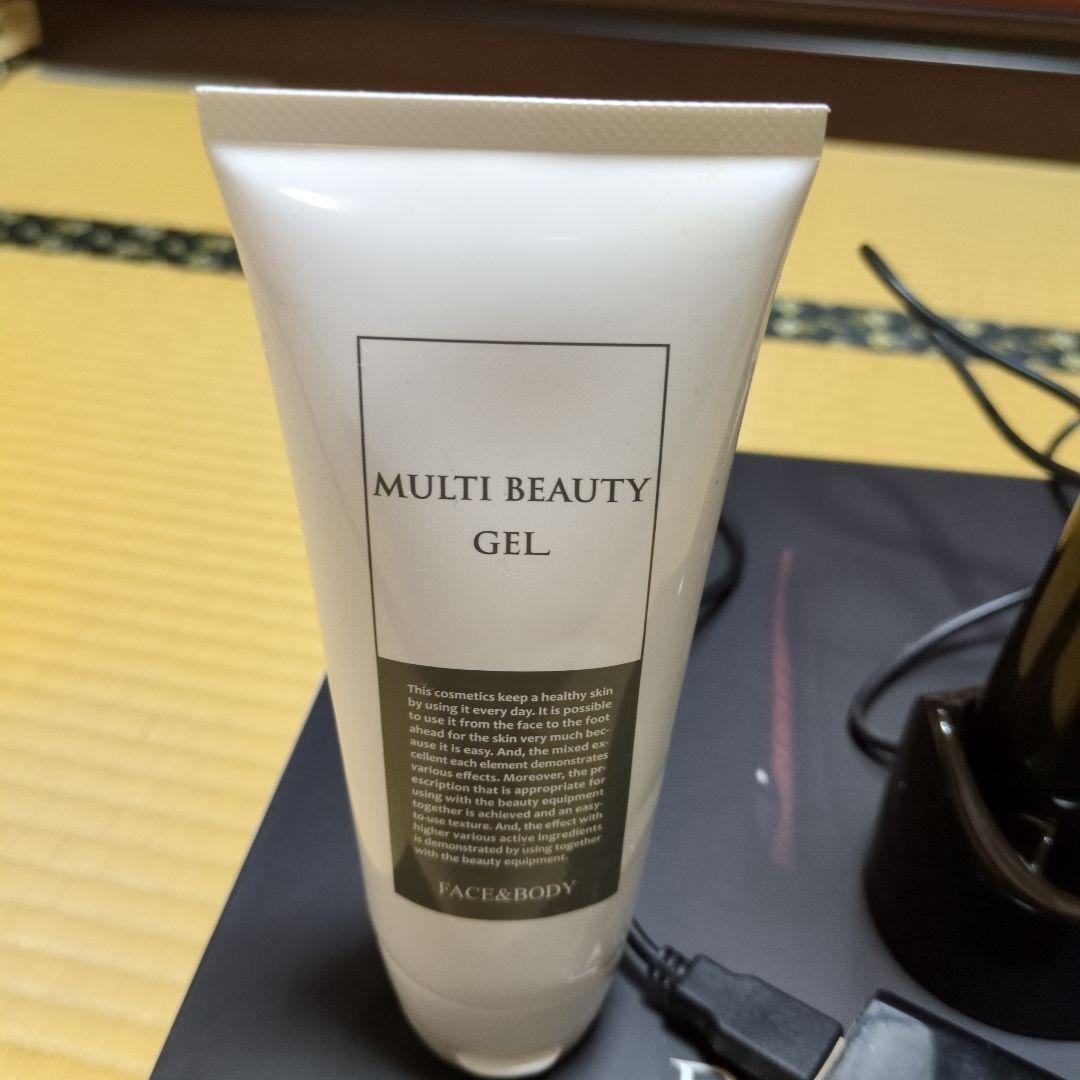 MULTI BEAUTY
GEL
This cosmetics keep a healthy skin
by using it every day. It is possible
to use it from the face to the foot
ahead for the skin very much bec-
ause it is easy. And, the mixed ex-
cellent each element demonstrates
various effects. Moreover, the pr-
escription that is appropriate for
using with the beauty equipment
together is achieved and an easy-
to-use texture. And, the effect with
higher various active ingredients
is demonstrated by using together
with the beauty equipment.
FACE&BODY